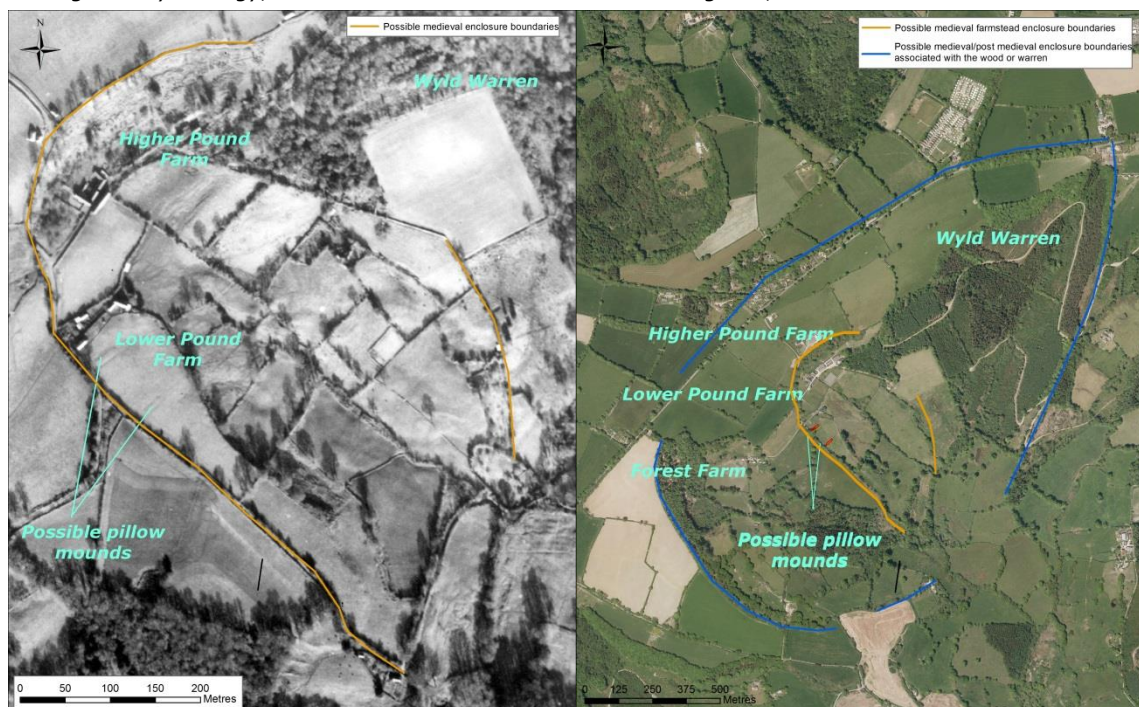 Possible medieval enclosure boundaries
Wyld Warren
Higher Pound
Farm
Lower Pound
Farm
Possible pillow
mounds
0 50 100 150 200
Metres
Possible medieval farmstead enclosure boundaries
Possible medieval/post medieval enclosure boundaries
associated with the wood or warren
Wyld Warren
Higher Pound Farm
Lower Pound Farm
Forest Farm
Possible pillow
mounds
0 125 250 375 500
Metres